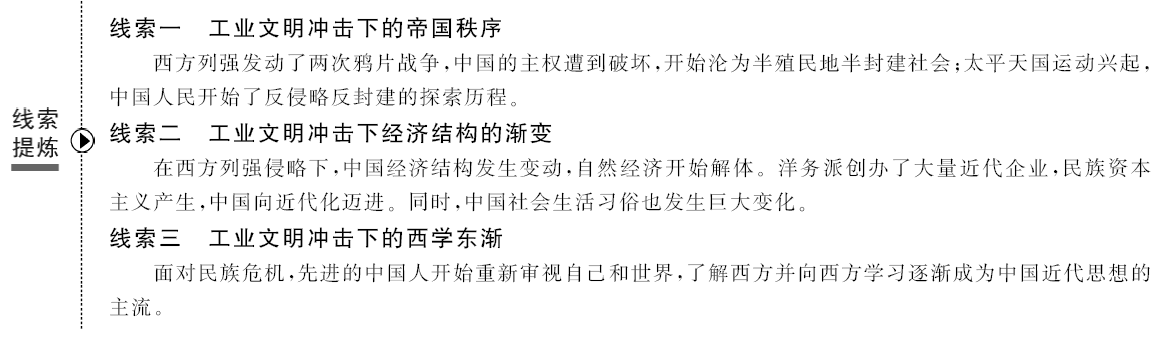 线索
提炼
线索一 工业文明冲击下的帝国秩序
西方列强发动了两次鸦片战争,中国的主权遭到破坏,开始沦为半殖民地半封建社会;太平天国运动兴起,
中国人民开始了反侵略反封建的探索历程。
线索二 工业文明冲击下经济结构的渐变
在西方列强侵略下,中国经济结构发生变动,自然经济开始解体。洋务派创办了大量近代企业,民族资本
主义产生,中国向近代化迈进。同时,中国社会生活习俗也发生巨大变化。
线索三 工业文明冲击下的西学东渐
面对民族危机,先进的中国人开始重新审视自己和世界,了解西方并向西方学习逐渐成为中国近代思想的
主流。